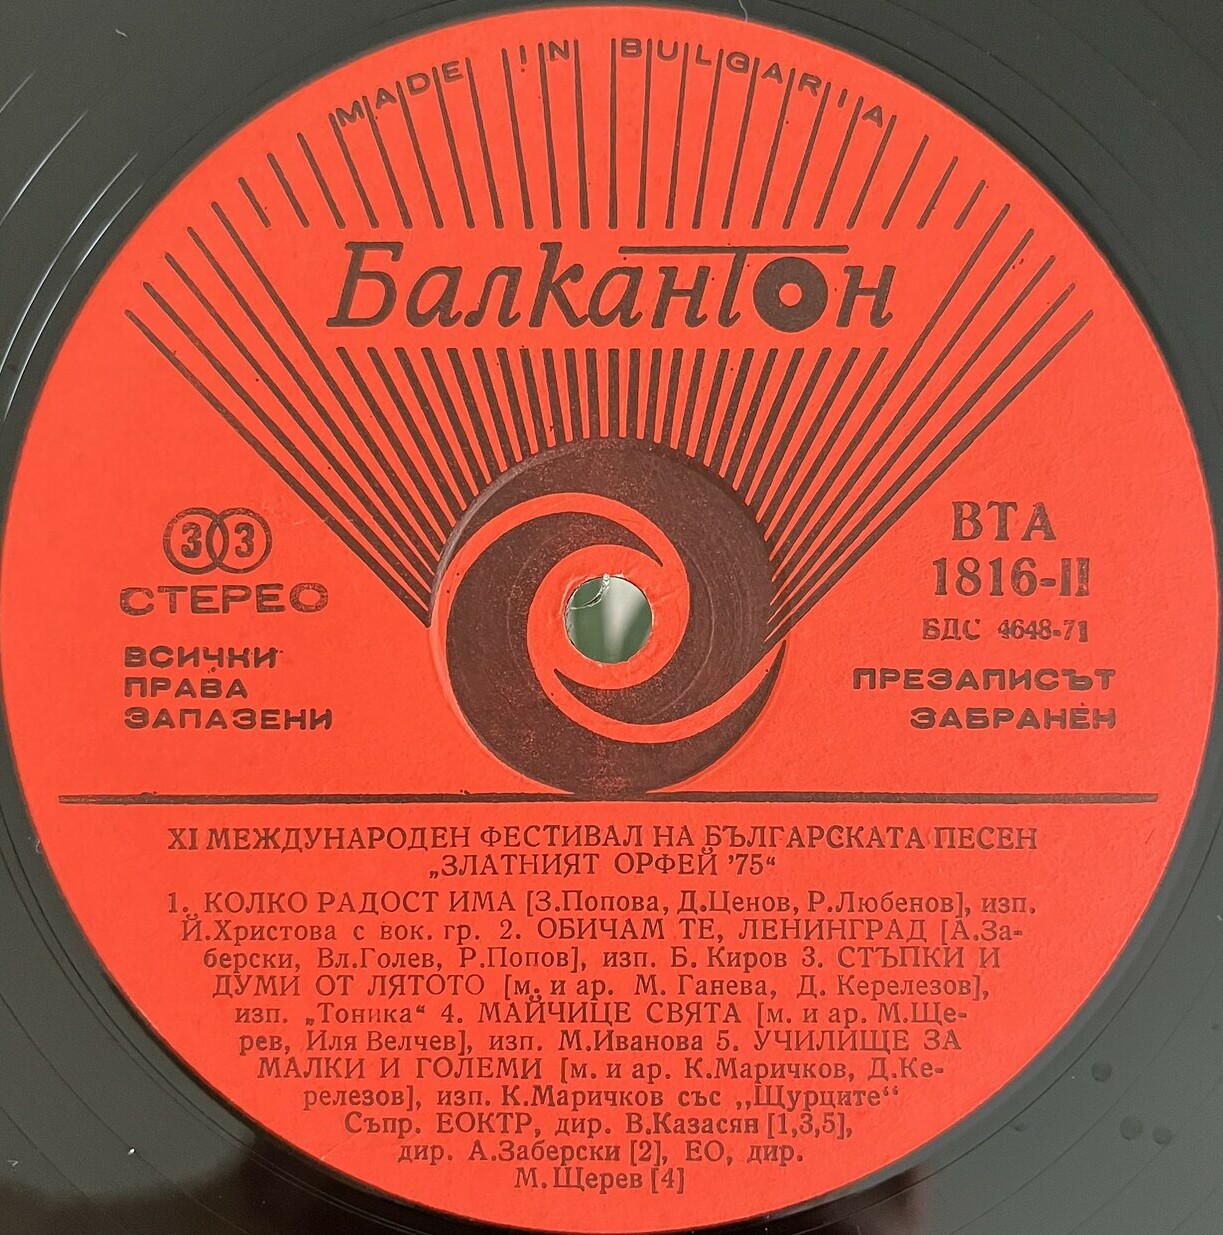 MADE IN BULGARIA
Балкантон
33
СТЕРЕО
ВСИЧКИ
ПРАВА
ЗАПАЗЕНИ
ВТА
1816-II
БДС 4648-71
ПРЕЗАПИСЪТ
ЗАБРАНЕН
XI МЕЖДУНАРОДЕН ФЕСТИВАЛ НА БЪЛГАРСКАТА ПЕСЕН
„ЗЛАТНИЯТ ОРФЕЙ ’75“
1. КОЛКО РАДОСТ ИМА [З.Попова, Д.Ценов, Р.Любенов], изп.
Й.Христова с вок. гр. 2. ОБИЧАМ ТЕ, ЛЕНИНГРАД [А.За-
берски, Вл.Голев, Р.Попов], изп. Б. Киров 3. СТЪПКИ И
ДУМИ ОТ ЛЯТОТО [м. и ар. М. Ганева, Д. Керелезов],
изп. „Тоника“ 4. МАЙЧИЦЕ СВЯТА [м. и ар. М.Ще-
рев, Иля Велчев], изп. М.Иванова 5. УЧИЛИЩЕ ЗА
МАЛКИ И ГОЛЕМИ [м. и ар. К.Маричков, Д.Ке-
релезов], изп. К.Маричков със „Щурците“
Съпр. ЕОКТР, дир. В.Казасян [1,3,5],
дир. А.Заберски [2], ЕО, дир.
М.Щерев [4]